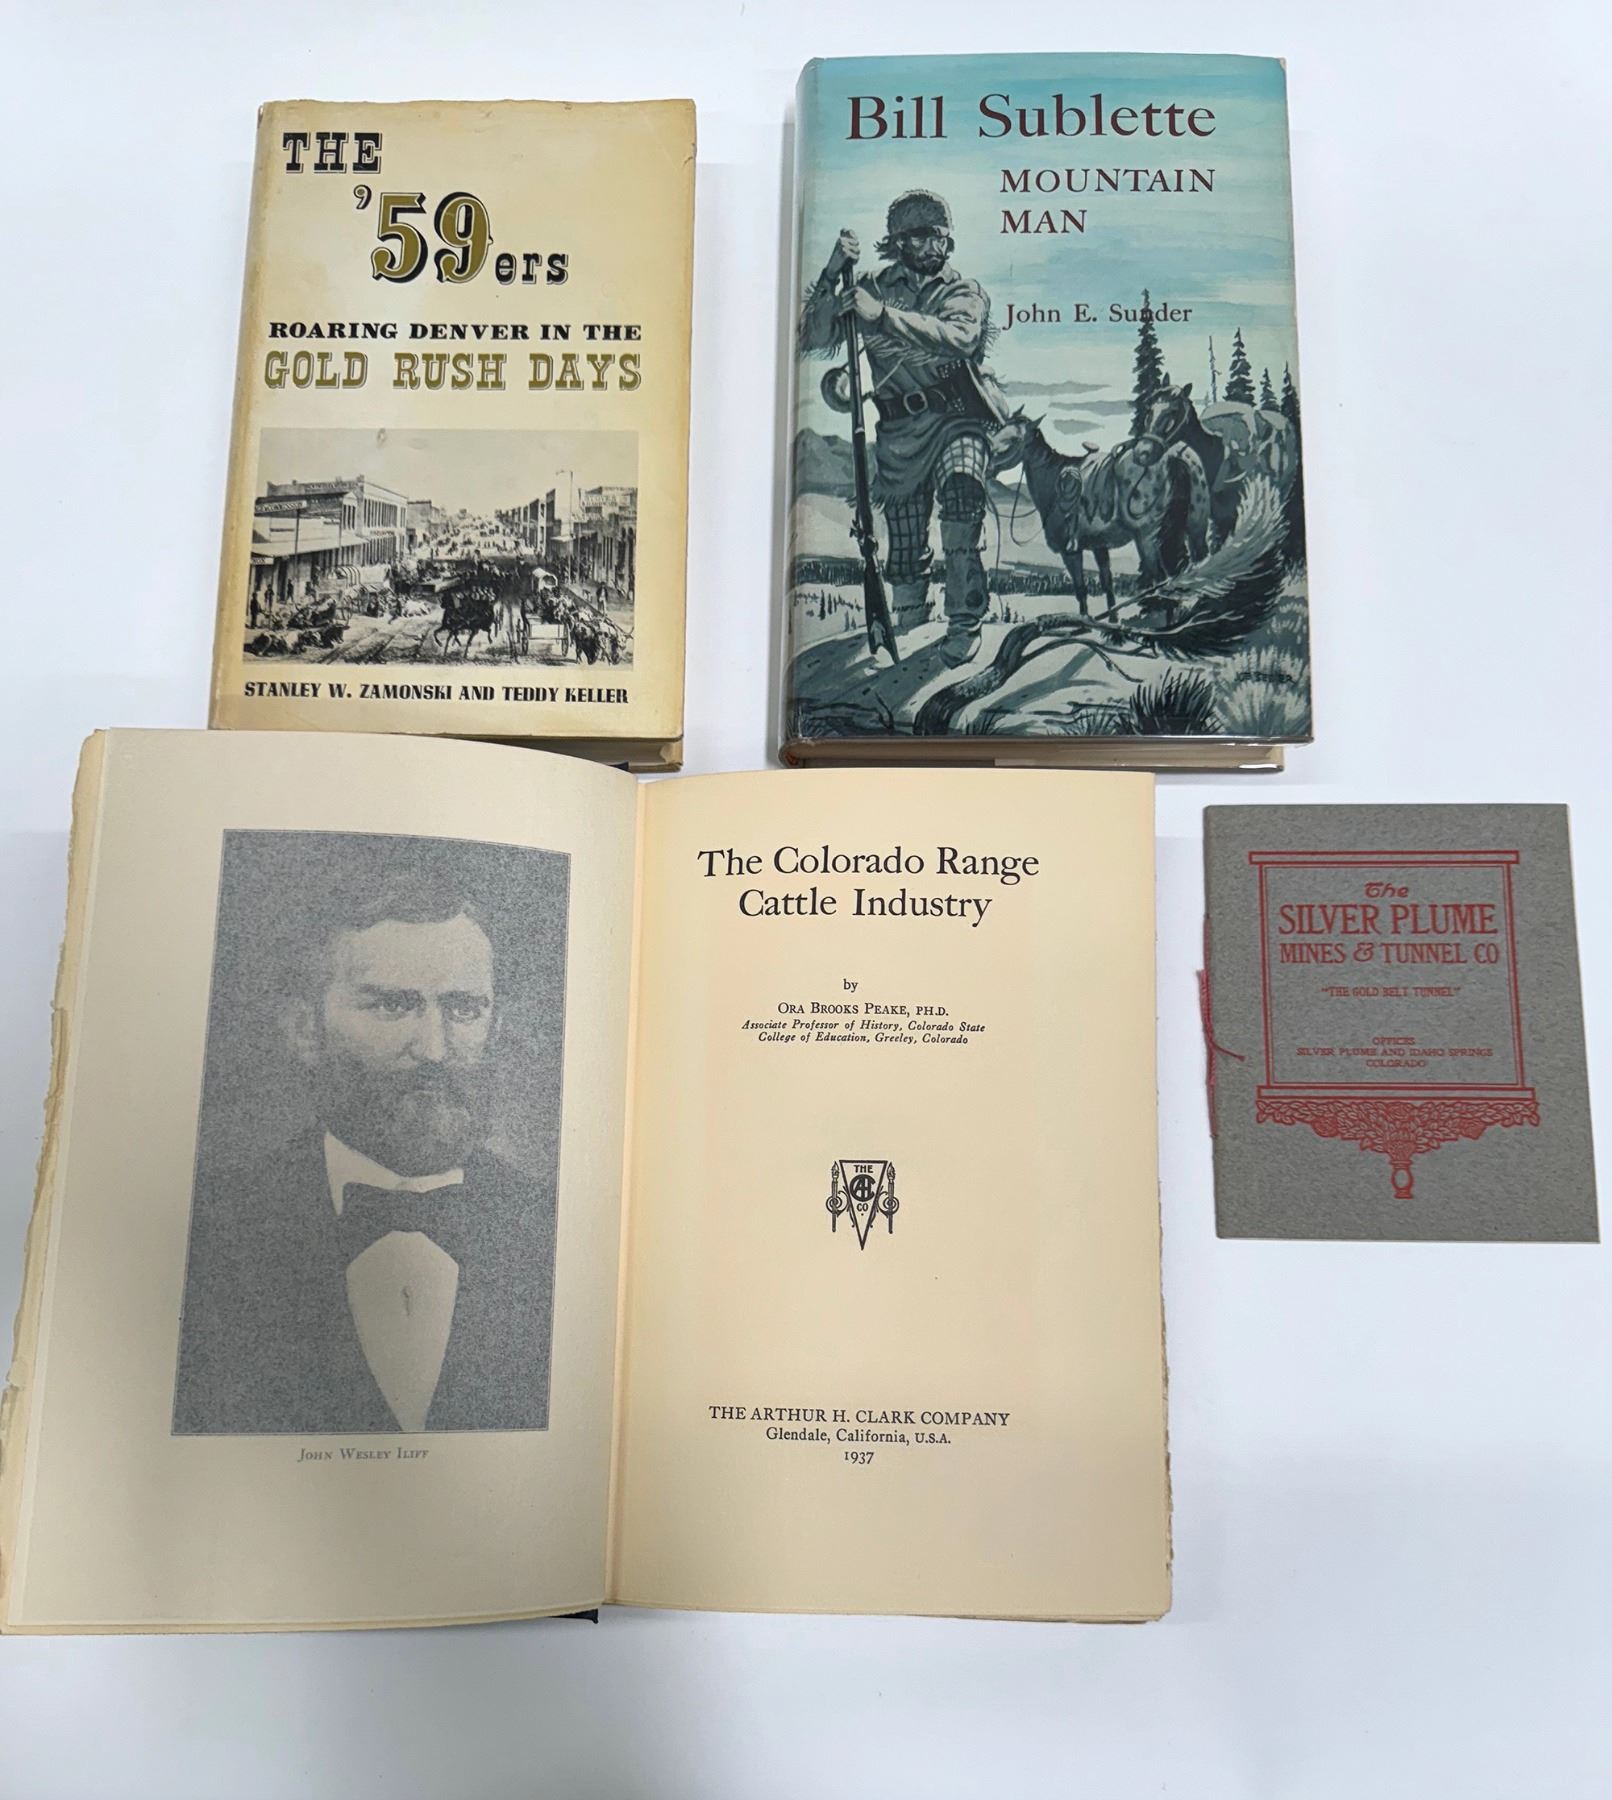 THE
'59ers
ROARING DENVER IN THE
GOLD RUSH DAYS
STANLEY W. ZAMONSKI AND TEDDY KELLER
Bill Sublette
MOUNTAIN
MAN
John E. Sunder
JOHN WESLEY ILIFF
The Colorado Range
Cattle Industry
by
ORA BROOKS PEAKE, PH.D.
Associate Professor of History, Colorado State
College of Education, Greeley, Colorado
THE
AHC
CO
THE ARTHUR H. CLARK COMPANY
Glendale, California, U.S.A.
1937
The
SILVER PLUME
MINES & TUNNEL CO
"THE GOLD BELT TUNNEL"
OFFICES
SILVER PLUME AND IDAHO SPRINGS
COLORADO